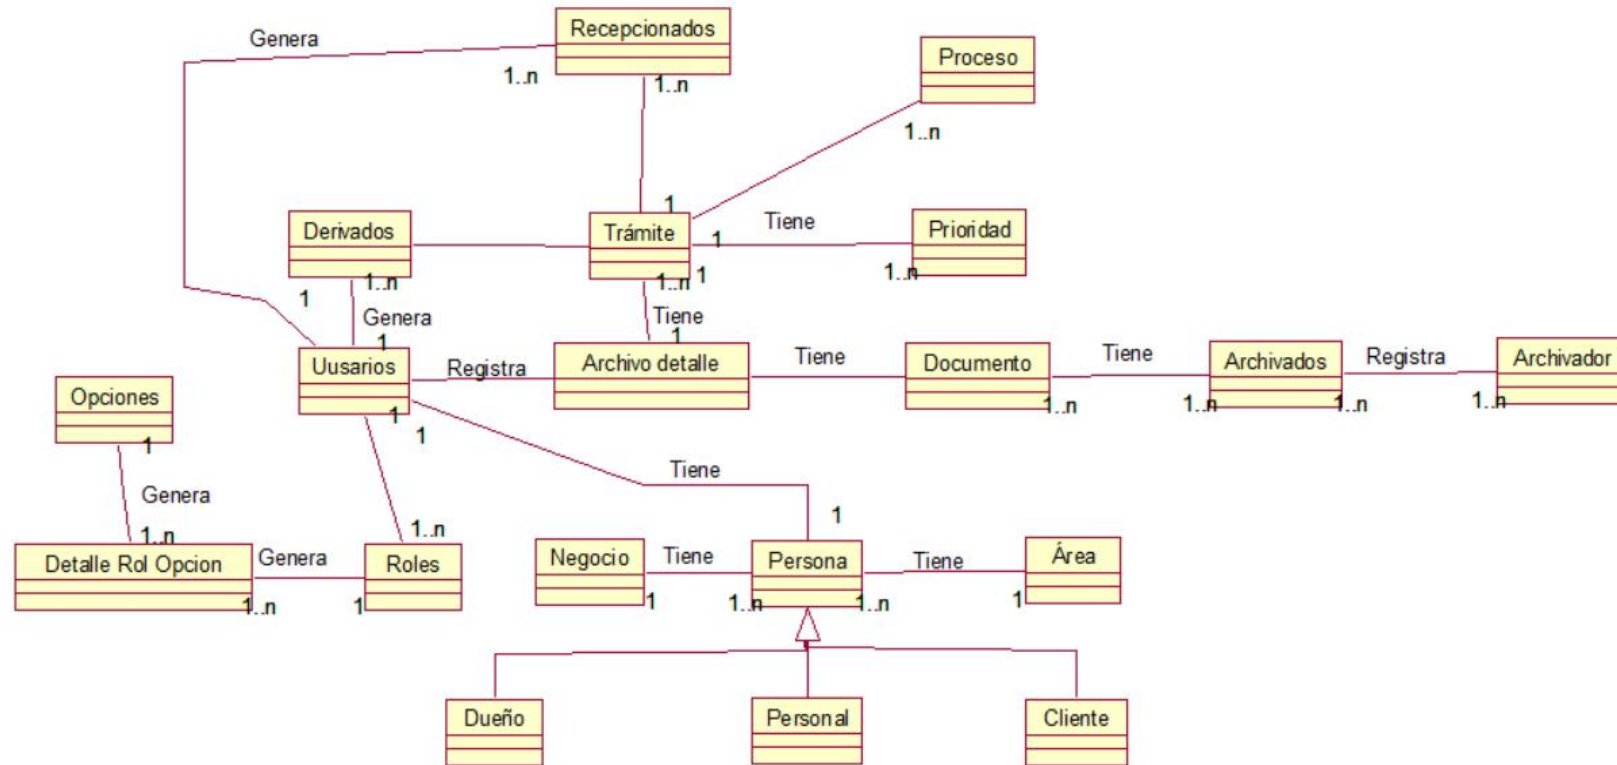 Recepcionados
Genera
Proceso
1..n
1..n
1..n
1
Derivados
Trámite
Tiene
Prioridad
1
1..n
1..n
1
1..n
1
Genera
Tiene
1
1
Uusarios
Registra
Archivo detalle
Tiene
Documento
Tiene
Archivados
Registra
Archivador
Opciones
1..n
1..n
1..n
1..n
1
1
1
Tiene
Genera
1..n
1..n
1
Detalle Rol Opcion
Genera
Roles
Negocio
Tiene
Persona
Tiene
Área
1..n
1
1
1..n
1..n
1
Dueño
Personal
Cliente